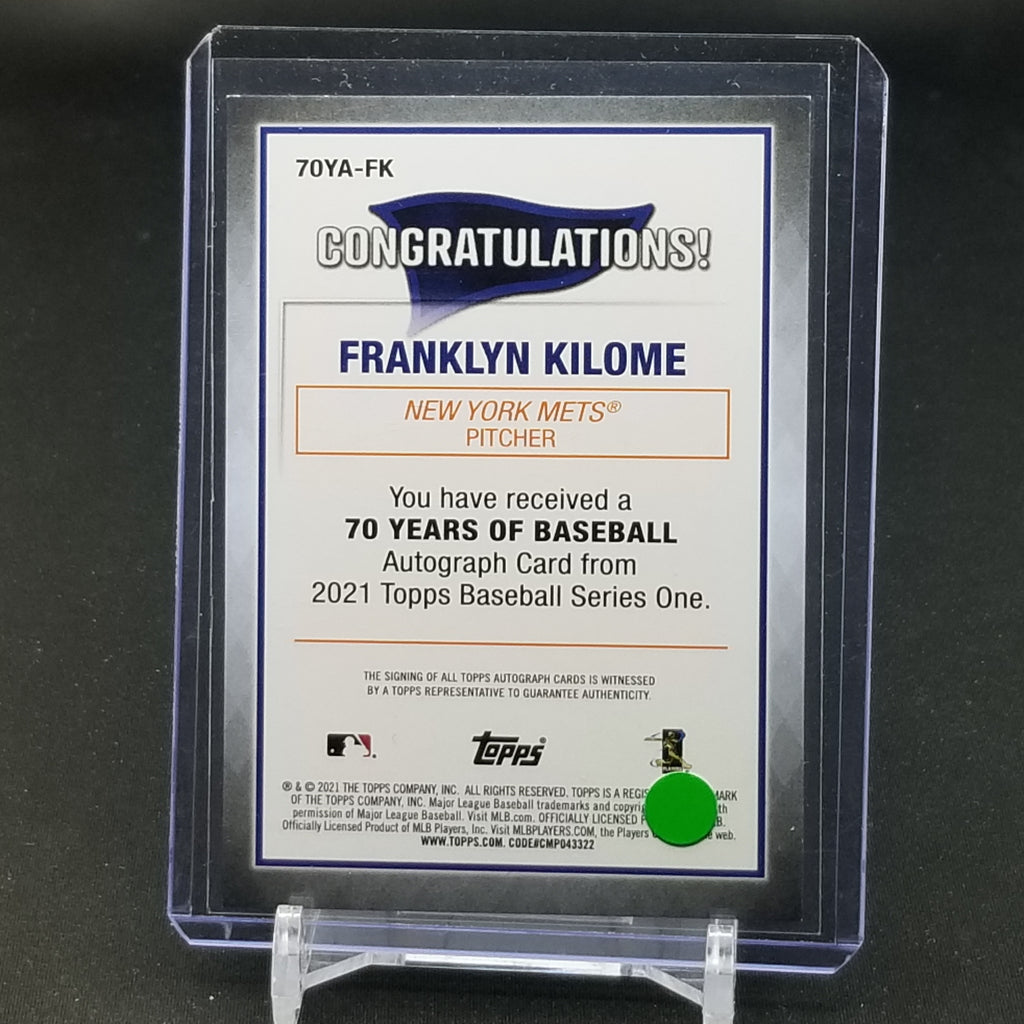 70YA-FK
CONGRATULATIONS!
FRANKLYN KILOME
NEW YORK METS®
PITCHER
You have received a
70 YEARS OF BASEBALL
Autograph Card from
2021 Topps Baseball Series One.
THE SIGNING OF ALL TOPPS AUTOGRAPH CARDS IS WITNESSED
BY A TOPPS REPRESENTATIVE TO GUARANTEE AUTHENTICITY.
Topps®
® & © 2021 THE TOPPS COMPANY, INC. ALL RIGHTS RESERVED. TOPPS IS A
OF THE TOPPS COMPANY, INC. Major League Baseball trademarks and
permission of Major League Baseball. Visit MLB.com. OFFICIALLY LICENSED
Officially Licensed Product of MLB Players, Inc. Visit MLBPLAYERS.COM, the Players web.
WWW.TOPPS.COM. CODE#CMP043322